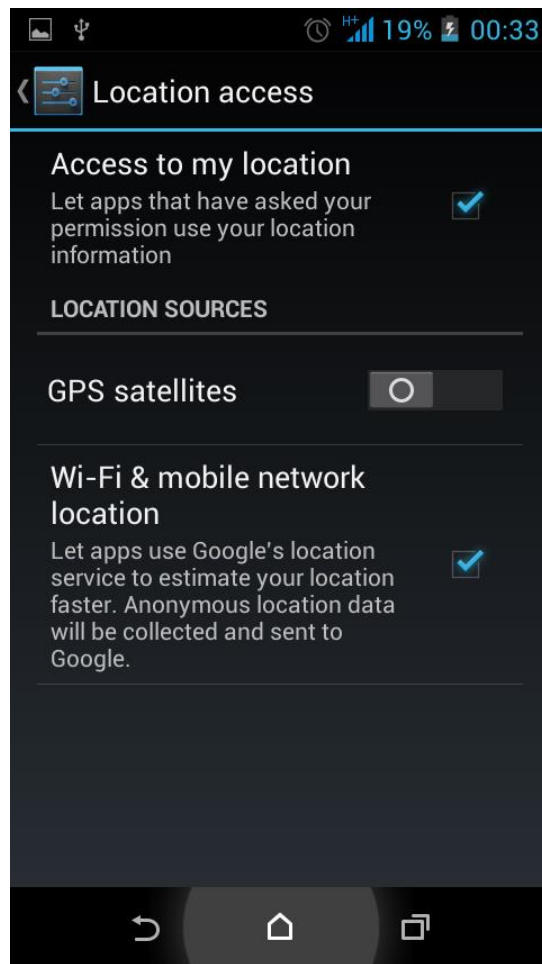 H+ 19% 00:33
Location access
Access to my location
Let apps that have asked your
permission use your location
information
LOCATION SOURCES
GPS satellites
Wi-Fi & mobile network
location
Let apps use Google's location
service to estimate your location
faster. Anonymous location data
will be collected and sent to
Google.